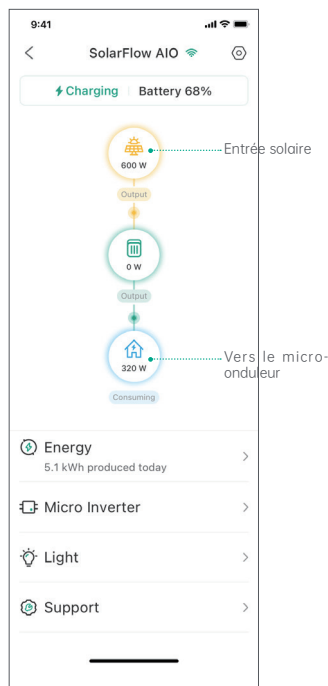 9:41
SolarFlow AIO
Charging Battery 68%
600 W
Entrée solaire
Output
0 W
Output
320 W
Vers le micro-
onduleur
Consuming
Energy
5.1 kWh produced today
Micro Inverter
Light
Support